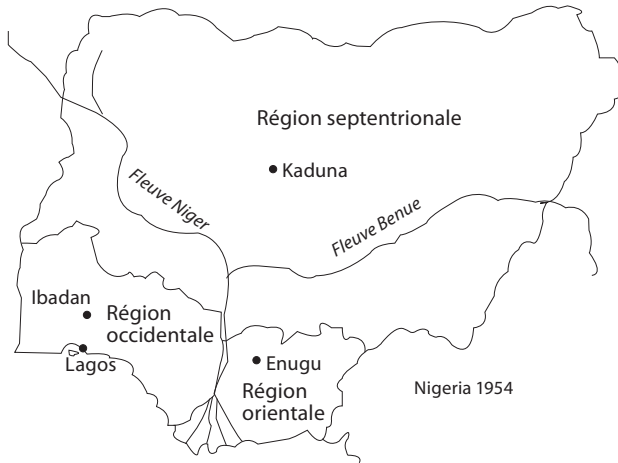 Région septentrionale
Kaduna
Fleuve Niger
Fleuve Benue
Ibadan
Région
occidentale
Lagos
Enugu
Région
orientale
Nigeria 1954